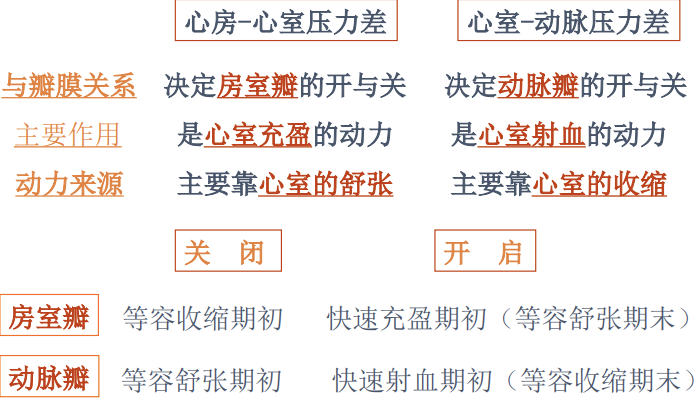 心房-心室压力差 心室-动脉压力差
与瓣膜关系 决定房室瓣的开与关 决定动脉瓣的开与关
主要作用 是心室充盈的动力 是心室射血的动力
动力来源 主要靠心室的舒张 主要靠心室的收缩
关 闭 开 启
房室瓣 等容收缩期初 快速充盈期初（等容舒张期末）
动脉瓣 等容舒张期初 快速射血期初（等容收缩期末）